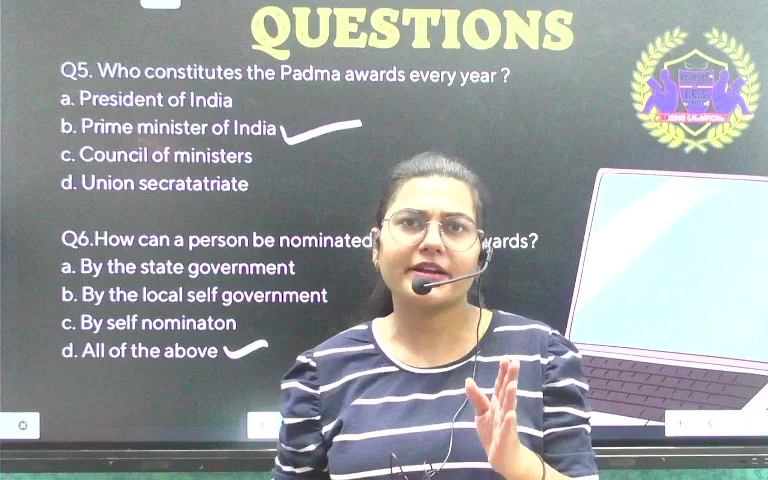 QUESTIONS
Q5. Who constitutes the Padma awards every year ?
a. President of India
b. Prime minister of India
c. Council of ministers
d. Union secratatriate
Q6.How can a person be nominated wards?
a. By the state government
b. By the local self government
c. By self nominaton
d. All of the above